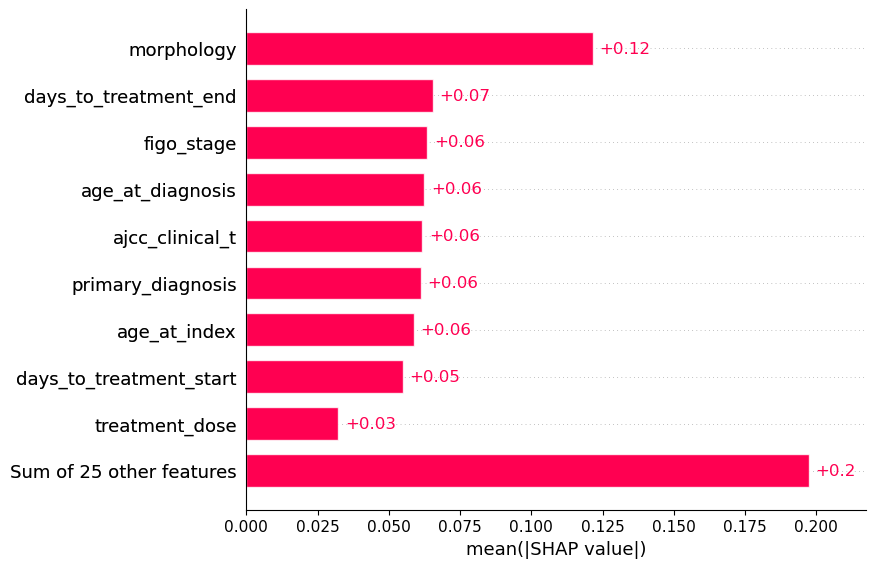 morphology +0.12
days_to_treatment_end +0.07
figo_stage +0.06
age_at_diagnosis +0.06
ajcc_clinical_t +0.06
primary_diagnosis +0.06
age_at_index +0.06
days_to_treatment_start +0.05
treatment_dose +0.03
Sum of 25 other features +0.2
0.000 0.025 0.050 0.075 0.100 0.125 0.150 0.175 0.200
mean(|SHAP value|)